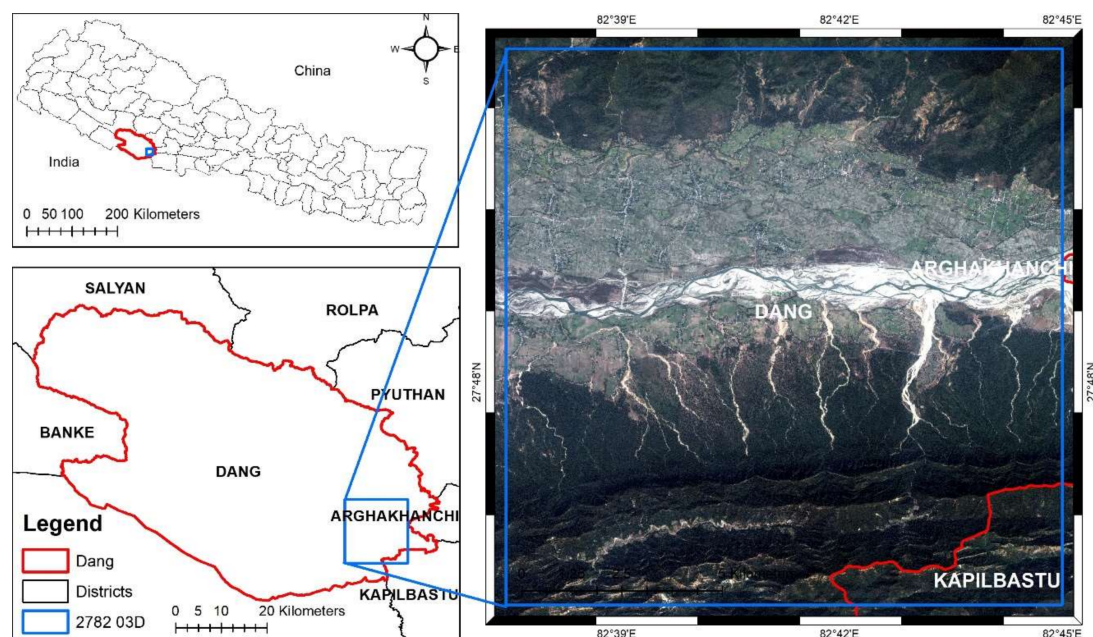 N
W
E
S
China
India
0 50 100 200 Kilometers
SALYAN
ROLPA
PYUTHAN
BANKE
DANG
ARGHAKHANCHI
KAPILBASTU
Legend
Dang
Districts
2782 03D
0 5 10 20 Kilometers
82°39'E
82°42'E
82°45'E
ARGHAKHANCHI
DANG
27°48'N
27°48'N
KAPILBASTU
82°39'E
82°42'E
82°45'E